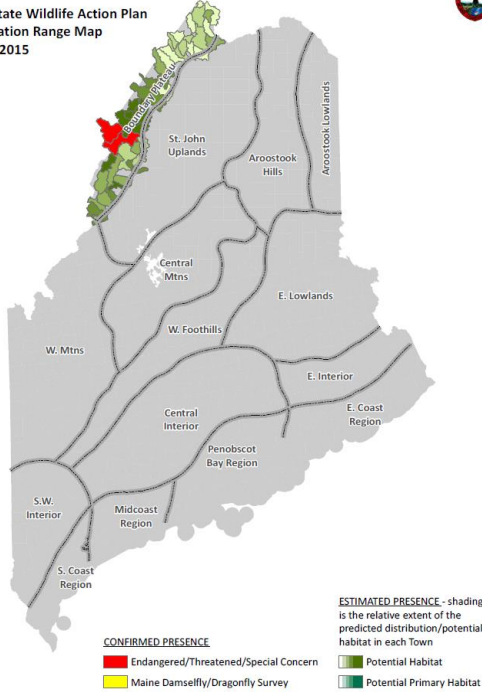 tate Wildlife Action Plan
ation Range Map
2015
Boundary Plateau
St. John
Uplands
Aroostook
Hills
Aroostook Lowlands
Central
Mtns
E. Lowlands
W. Foothills
W. Mtns
E. Interior
E. Coast
Region
Central
Interior
Penobscot
Bay Region
S.W.
Interior
Midcoast
Region
S. Coast
Region
CONFIRMED PRESENCE
Endangered/Threatened/Special Concern
Maine Damselfly/Dragonfly Survey
ESTIMATED PRESENCE - shading
is the relative extent of the
predicted distribution/potential
habitat in each Town
Potential Habitat
Potential Primary Habitat